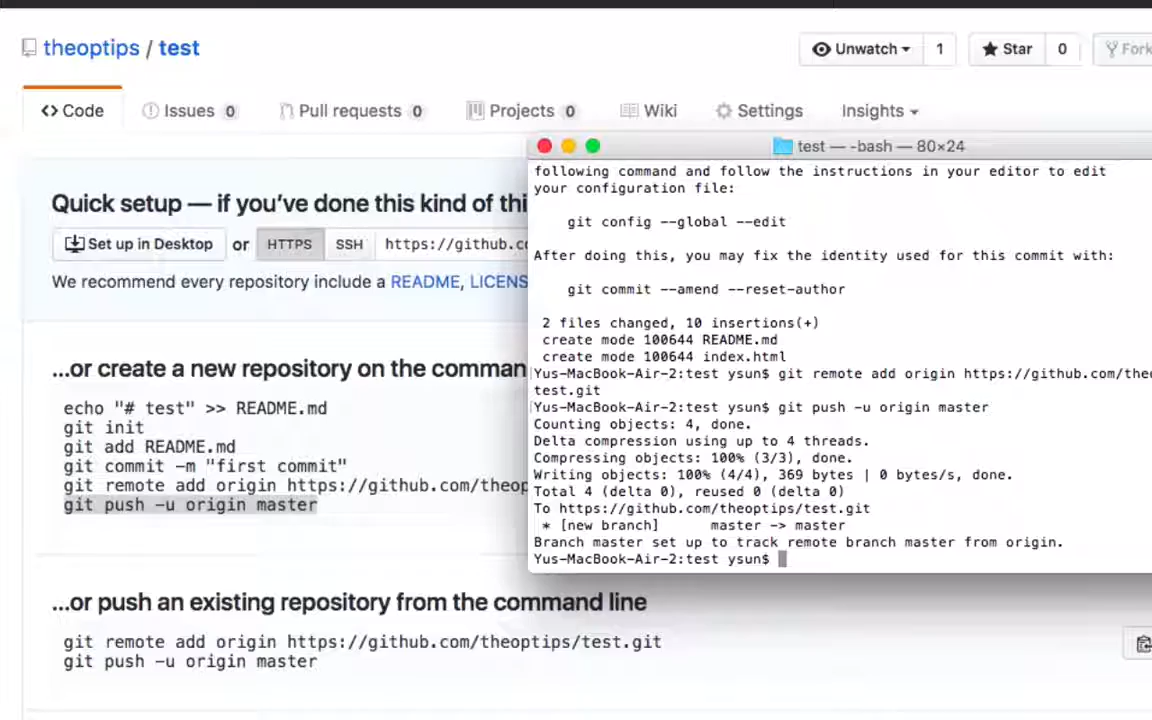 theoptips / test
Unwatch 1 Star 0 Fork
Code Issues 0 Pull requests 0 Projects 0 Wiki Settings Insights
Quick setup — if you've done this kind of thi
Set up in Desktop or HTTPS SSH https://github.co
We recommend every repository include a README, LICENS
...or create a new repository on the comman
echo "# test" >> README.md
git init
git add README.md
git commit -m "first commit"
git remote add origin https://github.com/theop
git push -u origin master
...or push an existing repository from the command line
git remote add origin https://github.com/theoptips/test.git
git push -u origin master
test — -bash — 80×24
following command and follow the instructions in your editor to edit
your configuration file:
git config --global --edit
After doing this, you may fix the identity used for this commit with:
git commit --amend --reset-author
2 files changed, 10 insertions(+)
create mode 100644 README.md
create mode 100644 index.html
Yus-MacBook-Air-2:test ysun$ git remote add origin https://github.com/theo
test.git
Yus-MacBook-Air-2:test ysun$ git push -u origin master
Counting objects: 4, done.
Delta compression using up to 4 threads.
Compressing objects: 100% (3/3), done.
Writing objects: 100% (4/4), 369 bytes | 0 bytes/s, done.
Total 4 (delta 0), reused 0 (delta 0)
To https://github.com/theoptips/test.git
* [new branch] master -> master
Branch master set up to track remote branch master from origin.
Yus-MacBook-Air-2:test ysun$